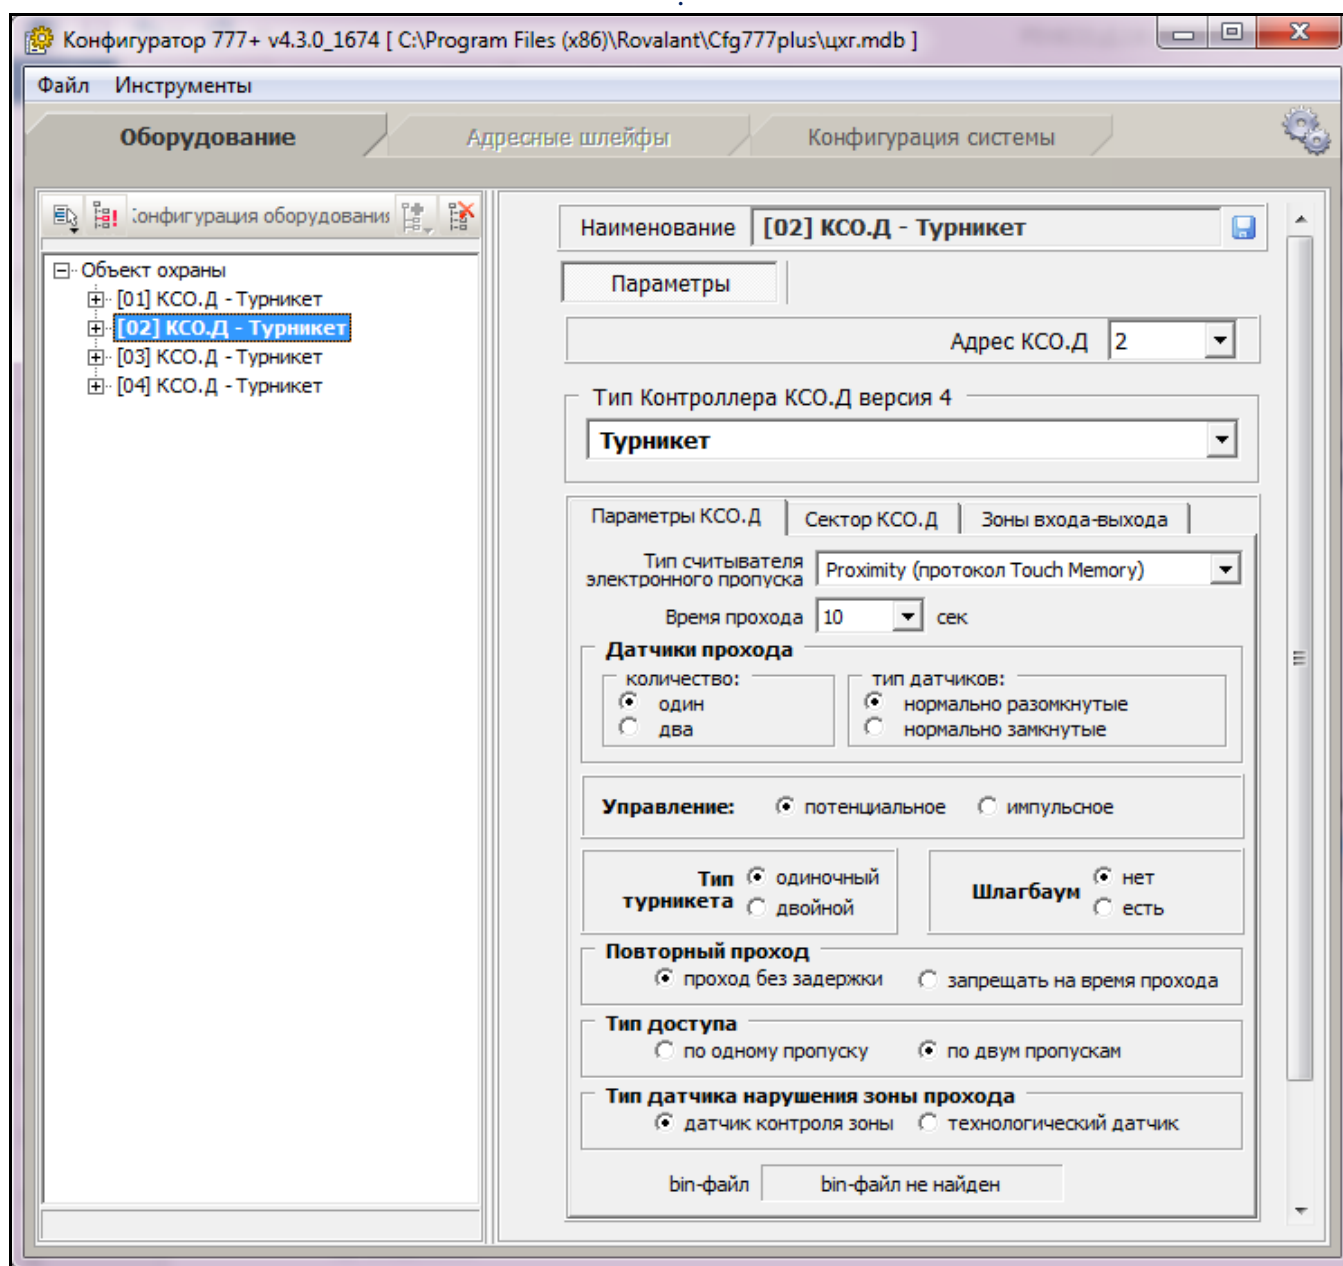 Конфигуратор 777+ v4.3.0_1674 [ C:\Program Files (x86)\Rovalant\Cfg777plus\цхг.mdb ]
Файл Инструменты
Оборудование Адресные шлейфы Конфигурация системы
Конфигурация оборудования
Наименование [02] КСО.Д - Турникет
Объект охраны
[01] КСО.Д - Турникет
[02] КСО.Д - Турникет
[03] КСО.Д - Турникет
[04] КСО.Д - Турникет
Параметры
Адрес КСО.Д 2
Тип Контроллера КСО.Д версия 4
Турникет
Параметры КСО.Д Сектор КСО.Д Зоны входа-выхода
Тип считывателя
электронного пропуска Proximity (протокол Touch Memory)
Время прохода 10 сек
Датчики прохода
количество: тип датчиков:
один нормально разомкнутые
два нормально замкнутые
Управление: потенциальное импульсное
Тип
турникета одиночный
двойной
Шлагбаум нет
есть
Повторный проход
проход без задержки запрещать на время прохода
Тип доступа
по одному пропуску по двум пропускам
Тип датчика нарушения зоны прохода
датчик контроля зоны технологический датчик
bin-файл bin-файл не найден